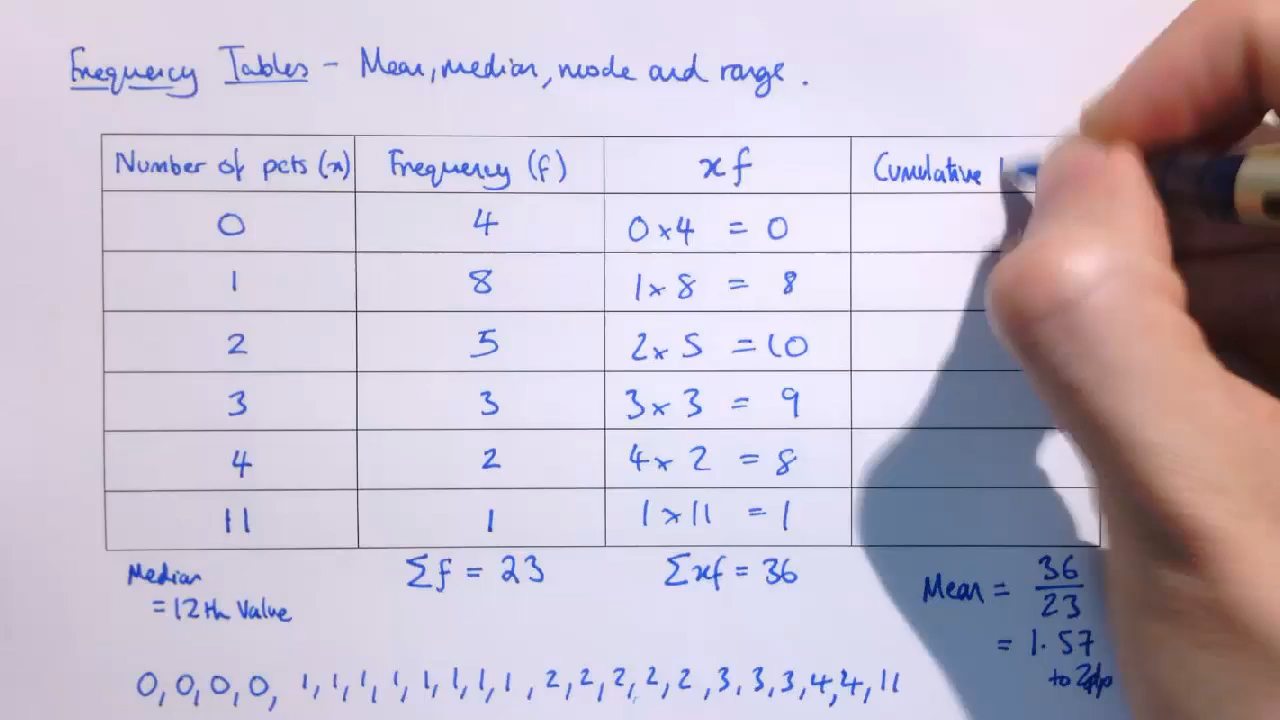 Frequency Tables - Mean, median, mode and range.
Number of pets (x) Frequency (f) xf Cumulative
0 4 0 x 4 = 0
1 8 1 x 8 = 8
2 5 2 x 5 = 10
3 3 3 x 3 = 9
4 2 4 x 2 = 8
11 1 1 x 11 = 1
Median Σf = 23 Σxf = 36 Mean = 36/23
= 12th Value
= 1.57
to 2dp
0, 0, 0, 0, 1, 1, 1, 1, 1, 1, 1, 1, 2, 2, 2, 2, 2, 3, 3, 3, 4, 4, 11